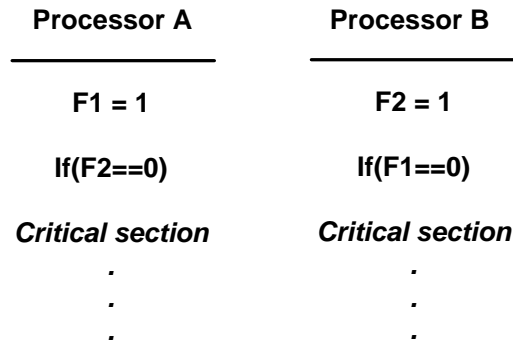 Processor A
F1 = 1
If(F2==0)
Critical section
.
.
.
Processor B
F2 = 1
If(F1==0)
Critical section
.
.
.